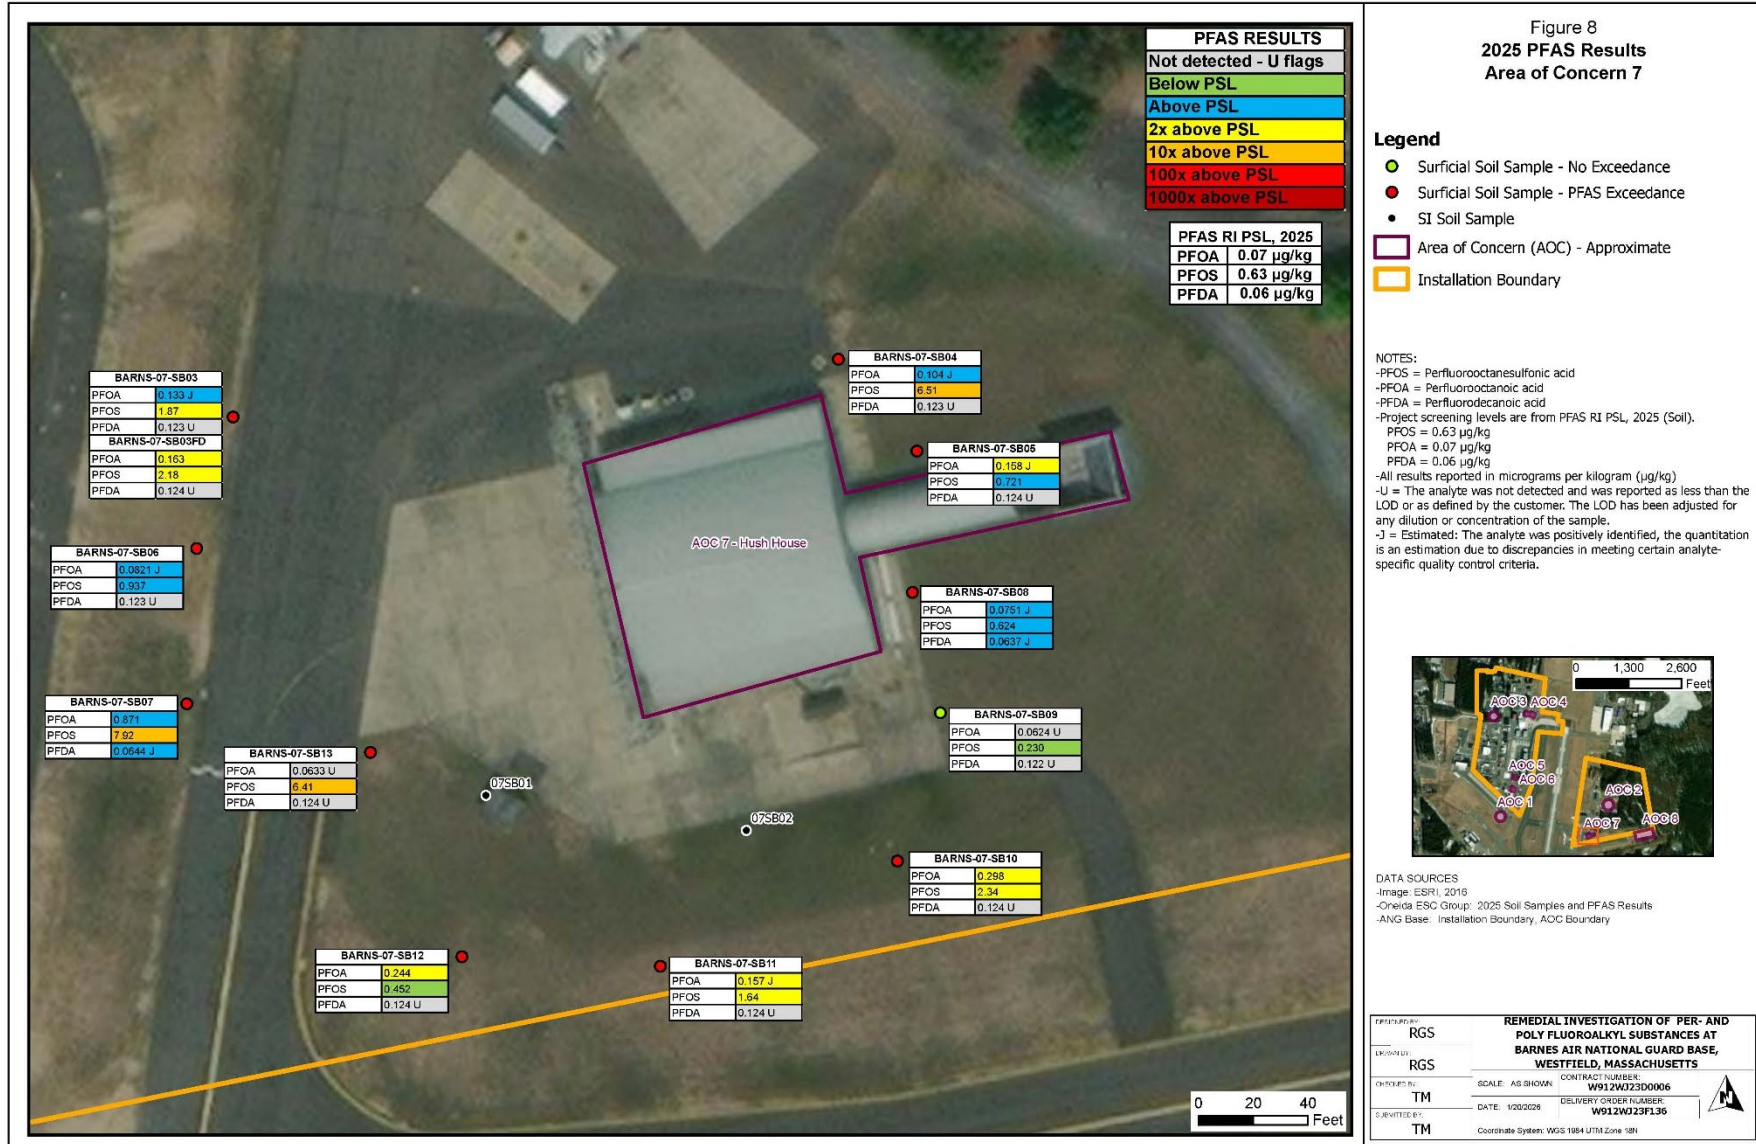 Figure 8
2025 PFAS Results
Area of Concern 7
PFAS RESULTS
Not detected - U flags
Below PSL
Above PSL
2x above PSL
10x above PSL
100x above PSL
1000x above PSL
PFAS RI PSL, 2025
PFOA 0.07 µg/kg
PFOS 0.63 µg/kg
PFDA 0.06 µg/kg
BARNS-07-SB03
PFOA 0.133 J
PFOS 1.87
PFDA 0.123 U
BARNS-07-SB03FD
PFOA 0.163
PFOS 2.18
PFDA 0.124 U
BARNS-07-SB04
PFOA 0.104 J
PFOS 6.51
PFDA 0.123 U
BARNS-07-SB05
PFOA 0.158 J
PFOS 0.721
PFDA 0.124 U
AOC 7 - Hush House
BARNS-07-SB06
PFOA 0.0821 J
PFOS 0.937
PFDA 0.123 U
BARNS-07-SB08
PFOA 0.0751 J
PFOS 0.624
PFDA 0.0637 J
BARNS-07-SB07
PFOA 0.871
PFOS 7.92
PFDA 0.0644 J
BARNS-07-SB09
PFOA 0.0624 U
PFOS 0.230
PFDA 0.122 U
BARNS-07-SB13
PFOA 0.0633 U
PFOS 6.41
PFDA 0.124 U
07SB01
07SB02
BARNS-07-SB10
PFOA 0.298
PFOS 2.34
PFDA 0.124 U
BARNS-07-SB12
PFOA 0.244
PFOS 0.452
PFDA 0.124 U
BARNS-07-SB11
PFOA 0.157 J
PFOS 1.64
PFDA 0.124 U
0 20 40
Feet
Legend
Surficial Soil Sample - No Exceedance
Surficial Soil Sample - PFAS Exceedance
SI Soil Sample
Area of Concern (AOC) - Approximate
Installation Boundary
NOTES:
-PFOS = Perfluorooctanesulfonic acid
-PFOA = Perfluorooctanoic acid
-PFDA = Perfluorodecanoic acid
-Project screening levels are from PFAS RI PSL, 2025 (Soil).
PFOS = 0.63 µg/kg
PFOA = 0.07 µg/kg
PFDA = 0.06 µg/kg
-All results reported in micrograms per kilogram (µg/kg)
-U = The analyte was not detected and was reported as less than the
LOD or as defined by the customer. The LOD has been adjusted for
any dilution or concentration of the sample.
-J = Estimated: The analyte was positively identified, the quantitation
is an estimation due to discrepancies in meeting certain analyte-
specific quality control criteria.
0 1,300 2,600
Feet
AOC 3
AOC 4
AOC 5
AOC 6
AOC 1
AOC 2
AOC 7
AOC 8
DATA SOURCES
-Image: ESRI, 2016
-Oneida ESC Group: 2025 Soil Samples and PFAS Results
-ANG Base: Installation Boundary, AOC Boundary
DESIGNED BY:
RGS
DRAWN BY:
RGS
CHECKED BY:
TM
SUBMITTED BY:
TM
REMEDIAL INVESTIGATION OF PER- AND
POLY FLUOROALKYL SUBSTANCES AT
BARNES AIR NATIONAL GUARD BASE,
WESTFIELD, MASSACHUSETTS
SCALE: AS SHOWN
CONTRACT NUMBER:
W912WJ23D0006
DATE: 1/20/2026
DELIVERY ORDER NUMBER:
W912WJ23F136
Coordinate System: WGS 1984 UTM Zone 18N
N